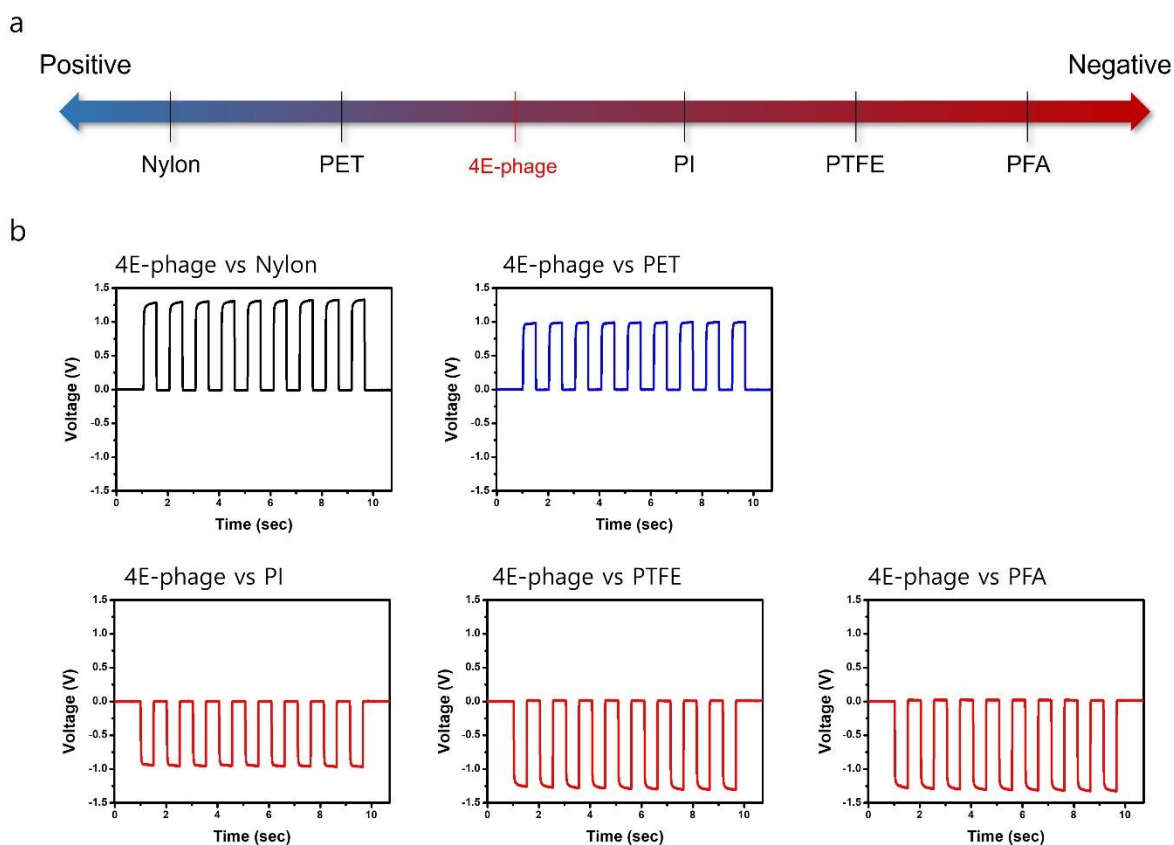 a
Positive
Negative
Nylon
PET
4E-phage
PI
PTFE
PFA
b
4E-phage vs Nylon
1.5
1.0
0.5
0.0
-0.5
-1.0
-1.5
Voltage (V)
0 2 4 6 8 10
Time (sec)
4E-phage vs PET
1.5
1.0
0.5
0.0
-0.5
-1.0
-1.5
Voltage (V)
0 2 4 6 8 10
Time (sec)
4E-phage vs PI
1.5
1.0
0.5
0.0
-0.5
-1.0
-1.5
Voltage (V)
0 2 4 6 8 10
Time (sec)
4E-phage vs PTFE
1.5
1.0
0.5
0.0
-0.5
-1.0
-1.5
Voltage (V)
0 2 4 6 8 10
Time (sec)
4E-phage vs PFA
1.5
1.0
0.5
0.0
-0.5
-1.0
-1.5
Voltage (V)
0 2 4 6 8 10
Time (sec)